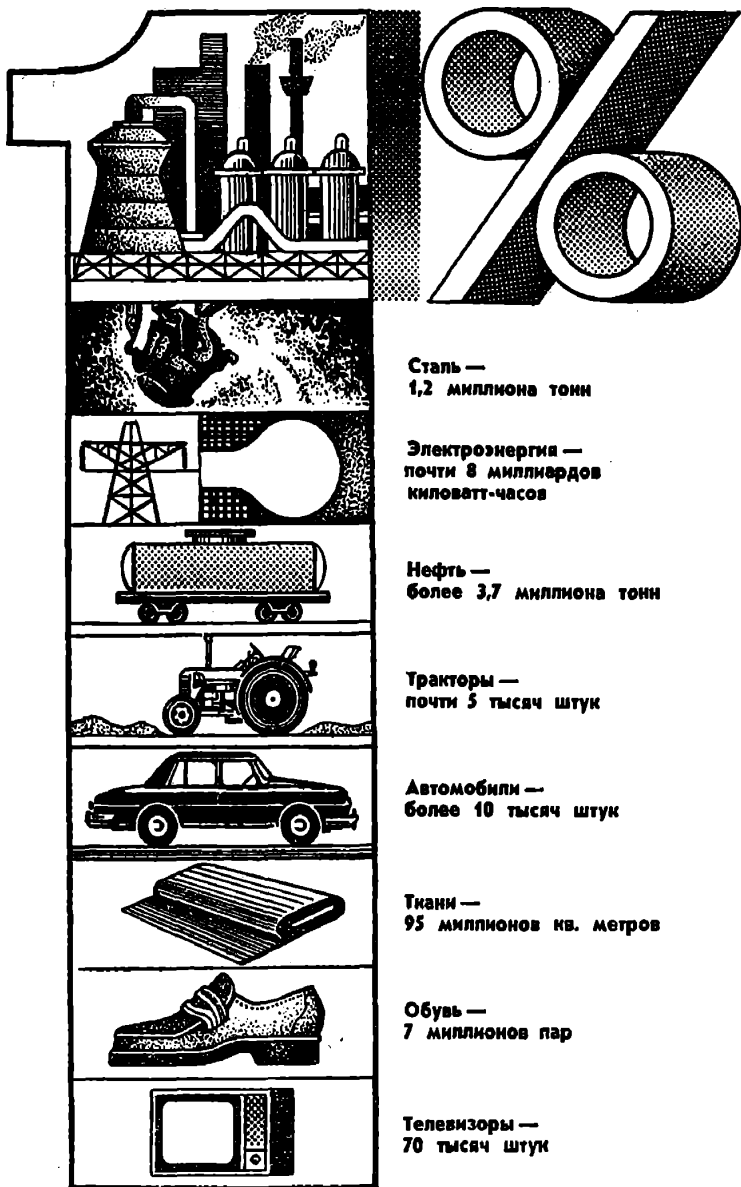 1%
Сталь —
1,2 миллиона тонн
Электроэнергия —
почти 8 миллиардов
киловатт-часов
Нефть —
более 3,7 миллиона тонн
Тракторы —
почти 5 тысяч штук
Автомобили —
более 10 тысяч штук
Ткани —
95 миллионов кв. метров
Обувь —
7 миллионов пар
Телевизоры —
70 тысяч штук